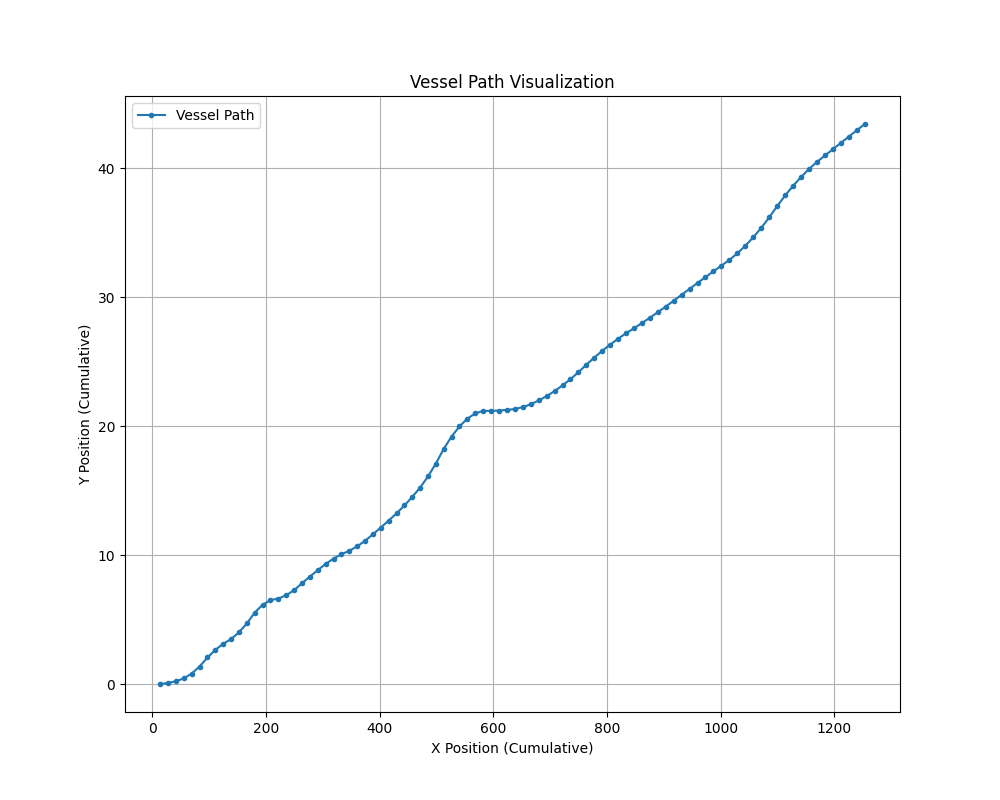 Vessel Path Visualization
Vessel Path
Y Position (Cumulative)
40
30
20
10
0
0 200 400 600 800 1000 1200
X Position (Cumulative)